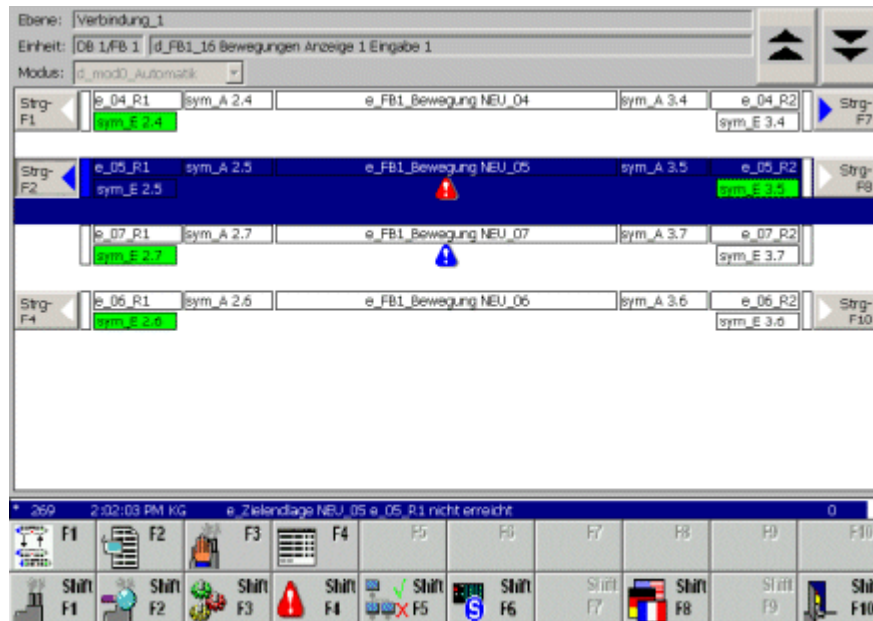 Ebene: Verbindung_1
Einheit: DB 1/FB 1 d_FB1_16 Bewegungen Anzeige 1 Eingabe 1
Modus: d_mod0_Automatik
Strg-F1 e_04_R1 sym_A 2.4 e_FB1_Bewegung NEU_04 sym_A 3.4 e_04_R2 Strg-F7
sym_E 2.4 sym_E 3.4
Strg-F2 e_05_R1 sym_A 2.5 e_FB1_Bewegung NEU_05 sym_A 3.5 e_05_R2 Strg-F8
sym_E 2.5 sym_E 3.5
e_07_R1 sym_A 2.7 e_FB1_Bewegung NEU_07 sym_A 3.7 e_07_R2
sym_E 2.7 sym_E 3.7
Strg-F4 e_06_R1 sym_A 2.6 e_FB1_Bewegung NEU_06 sym_A 3.6 e_06_R2 Strg-F10
sym_E 2.6 sym_E 3.6
* 269 2:02:03 PM KG e_Zielendlage NEU_05 e_05_R1 nicht erreicht 0
F1 F2 F3 F4 F5 F6 F7 F8 F9 F10
Shift Shift Shift Shift Shift Shift Shift Shift Shift Shi
F1 F2 F3 F4 F5 S F6 F7 F8 F9 F10